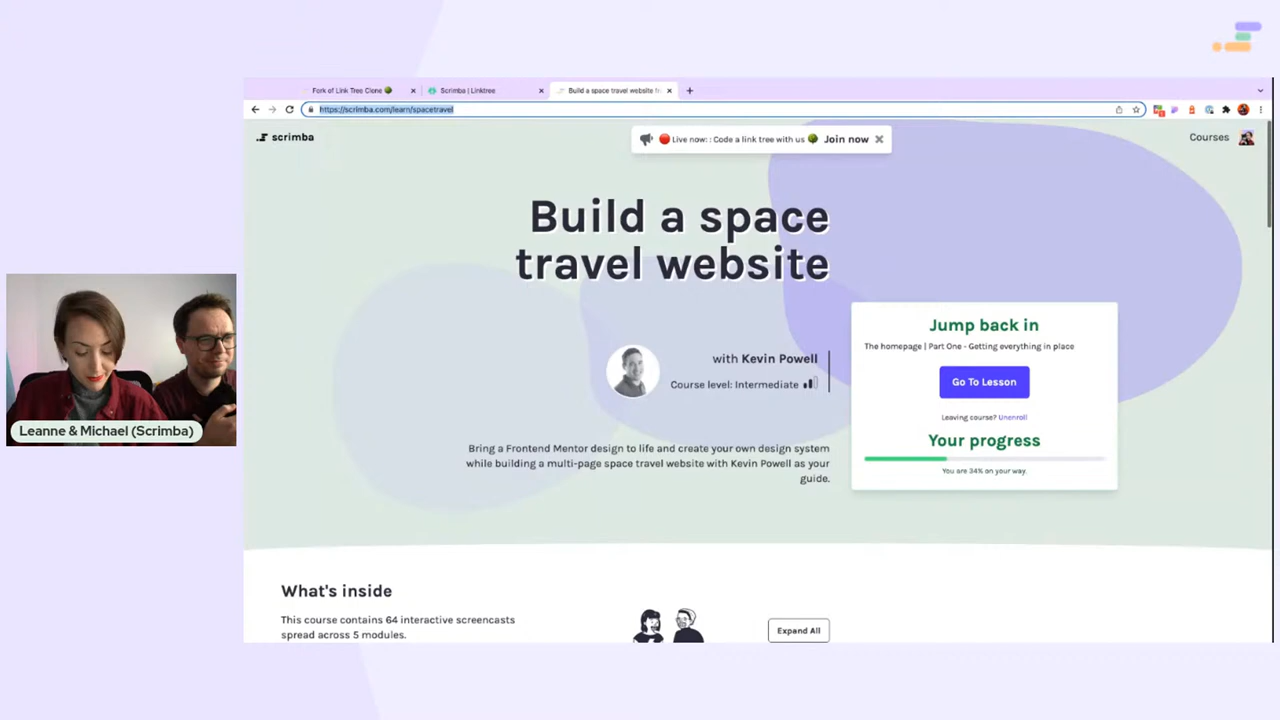 Fork of Link Tree Clone
Scrimba | Linktree
Build a space travel website fr
https://scrimba.com/learn/spacetravel
scrimba
Live now: : Code a link tree with us
Join now
Courses
Build a space
travel website
with Kevin Powell
Course level: Intermediate
Bring a Frontend Mentor design to life and create your own design system
while building a multi-page space travel website with Kevin Powell as your
guide.
Jump back in
The homepage | Part One - Getting everything in place
Go To Lesson
Leaving course? Unenroll
Your progress
You are 34% on your way.
Leanne & Michael (Scrimba)
What's inside
This course contains 64 interactive screencasts
spread across 5 modules.
Expand All